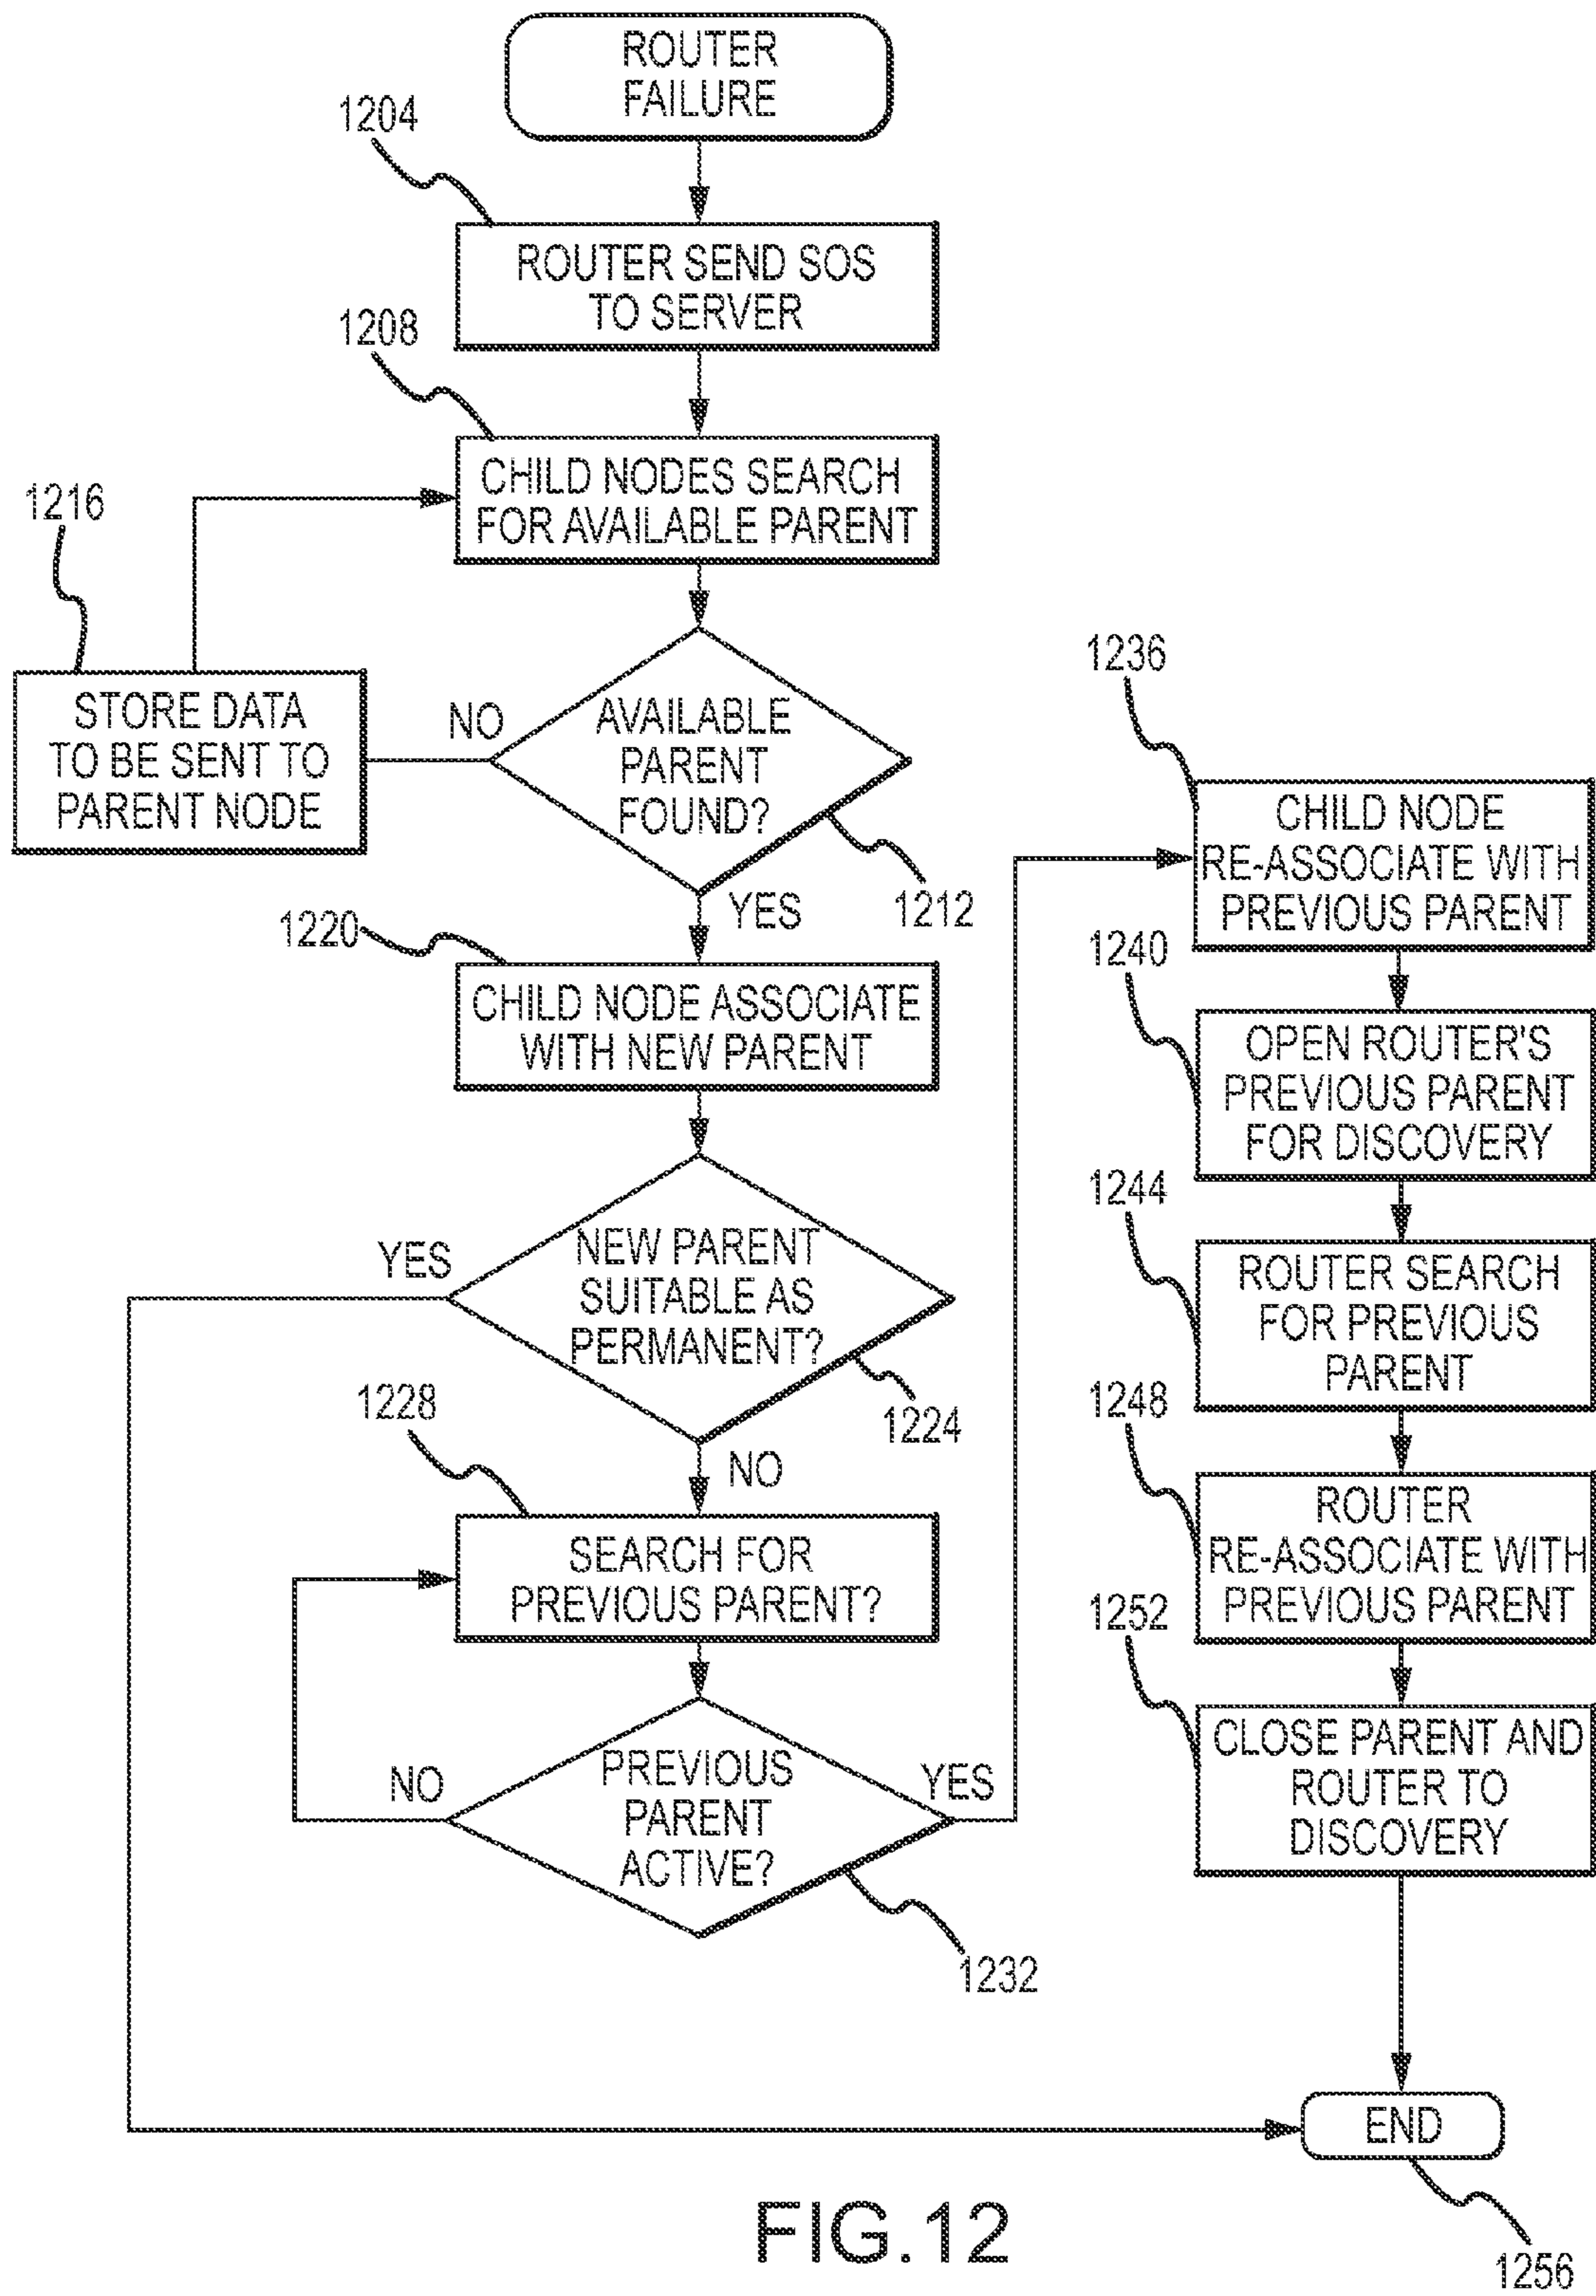 ROUTER
FAILURE
1204
ROUTER SEND SOS
TO SERVER
1208
CHILD NODES SEARCH
FOR AVAILABLE PARENT
1216
STORE DATA
TO BE SENT TO
PARENT NODE
NO
AVAILABLE
PARENT
FOUND?
1212
YES
1220
CHILD NODE ASSOCIATE
WITH NEW PARENT
YES
NEW PARENT
SUITABLE AS
PERMANENT?
1224
NO
1228
SEARCH FOR
PREVIOUS PARENT?
NO
PREVIOUS
PARENT
ACTIVE?
YES
1232
1236
CHILD NODE
RE-ASSOCIATE WITH
PREVIOUS PARENT
1240
OPEN ROUTER'S
PREVIOUS PARENT
FOR DISCOVERY
1244
ROUTER SEARCH
FOR PREVIOUS
PARENT
1248
ROUTER
RE-ASSOCIATE WITH
PREVIOUS PARENT
1252
CLOSE PARENT AND
ROUTER TO
DISCOVERY
END
1256
FIG.12